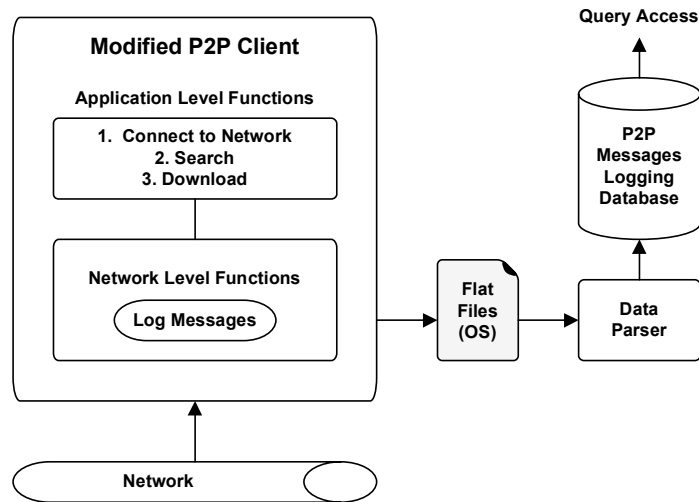 Modified P2P Client
Application Level Functions
1. Connect to Network
2. Search
3. Download
Network Level Functions
Log Messages
Network
Flat
Files
(OS)
Data
Parser
P2P
Messages
Logging
Database
Query Access